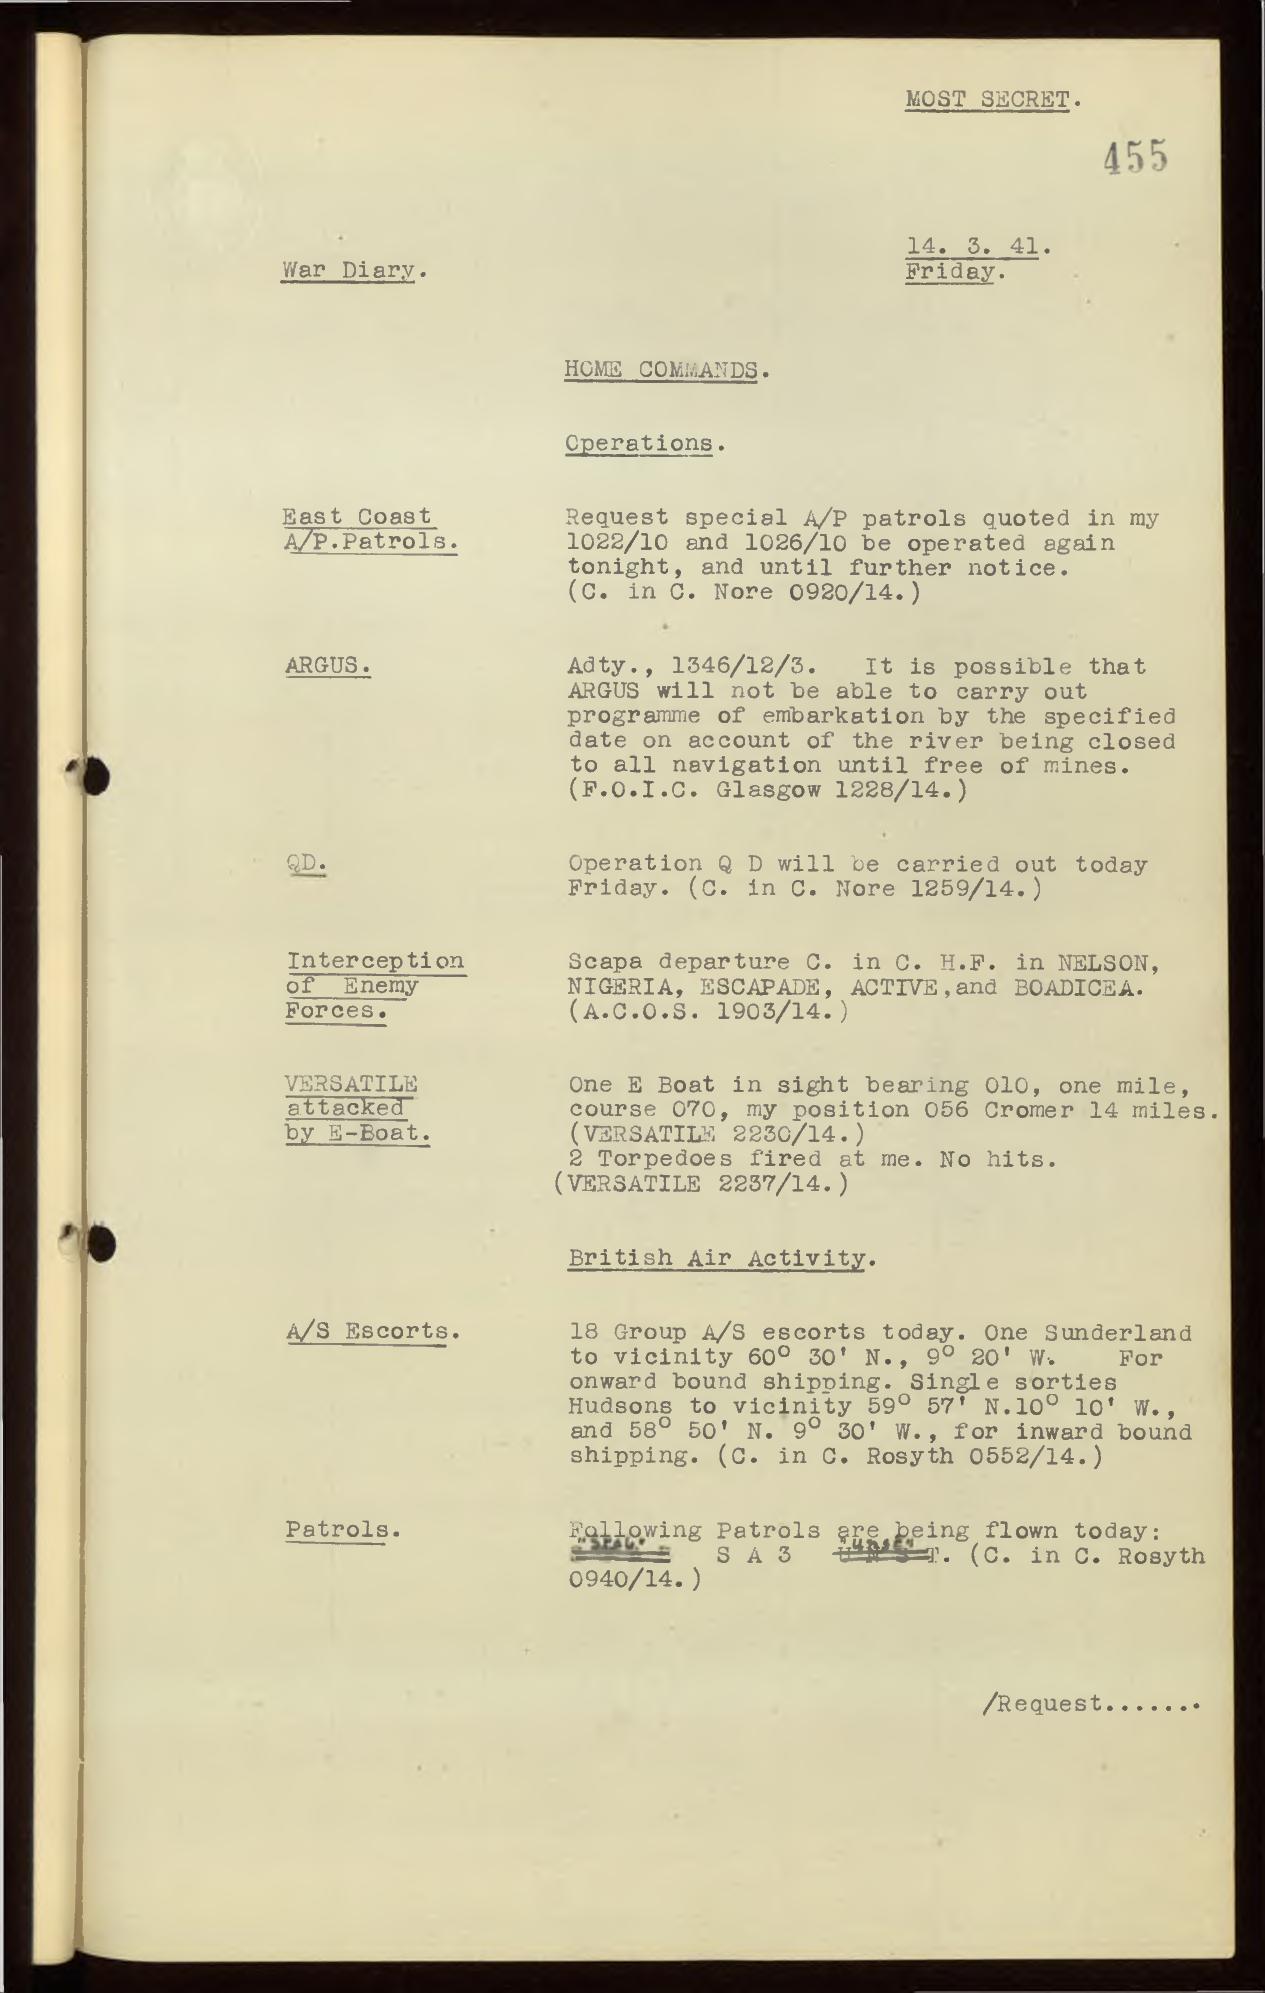 MOST SECRET.
455
14. 3. 41.
War Diary.
Friday.
HOME COMMANDS.
Operations.
East Coast
A/P.Patrols.
Request special A/P patrols quoted in my
1022/10 and 1026/10 be operated again
tonight, and until further notice.
(C. in C. Nore 0920/14.)
ARGUS.
Adty., 1346/12/3. It is possible that
ARGUS will not be able to carry out
programme of embarkation by the specified
date on account of the river being closed
to all navigation until free of mines.
(F.O.I.C. Glasgow 1228/14.)
QD.
Operation Q D will be carried out today
Friday. (C. in C. Nore 1259/14.)
Interception
of Enemy
Forces.
Scapa departure C. in C. H.F. in NELSON,
NIGERIA, ESCAPADE, ACTIVE,and BOADICEA.
(A.C.O.S. 1903/14.)
VERSATILE
attacked
by E-Boat.
One E Boat in sight bearing 010, one mile,
course 070, my position 056 Cromer 14 miles.
(VERSATILE 2230/14.)
2 Torpedoes fired at me. No hits.
(VERSATILE 2237/14.)
British Air Activity.
A/S Escorts.
18 Group A/S escorts today. One Sunderland
to vicinity 60° 30' N., 9° 20' W. For
onward bound shipping. Single sorties
Hudsons to vicinity 59° 57' N.10° 10' W.,
and 58° 50' N. 9° 30' W., for inward bound
shipping. (C. in C. Rosyth 0552/14.)
Patrols.
Following Patrols are being flown today:
S A 3 T. (C. in C. Rosyth
0940/14.)
/Request.......